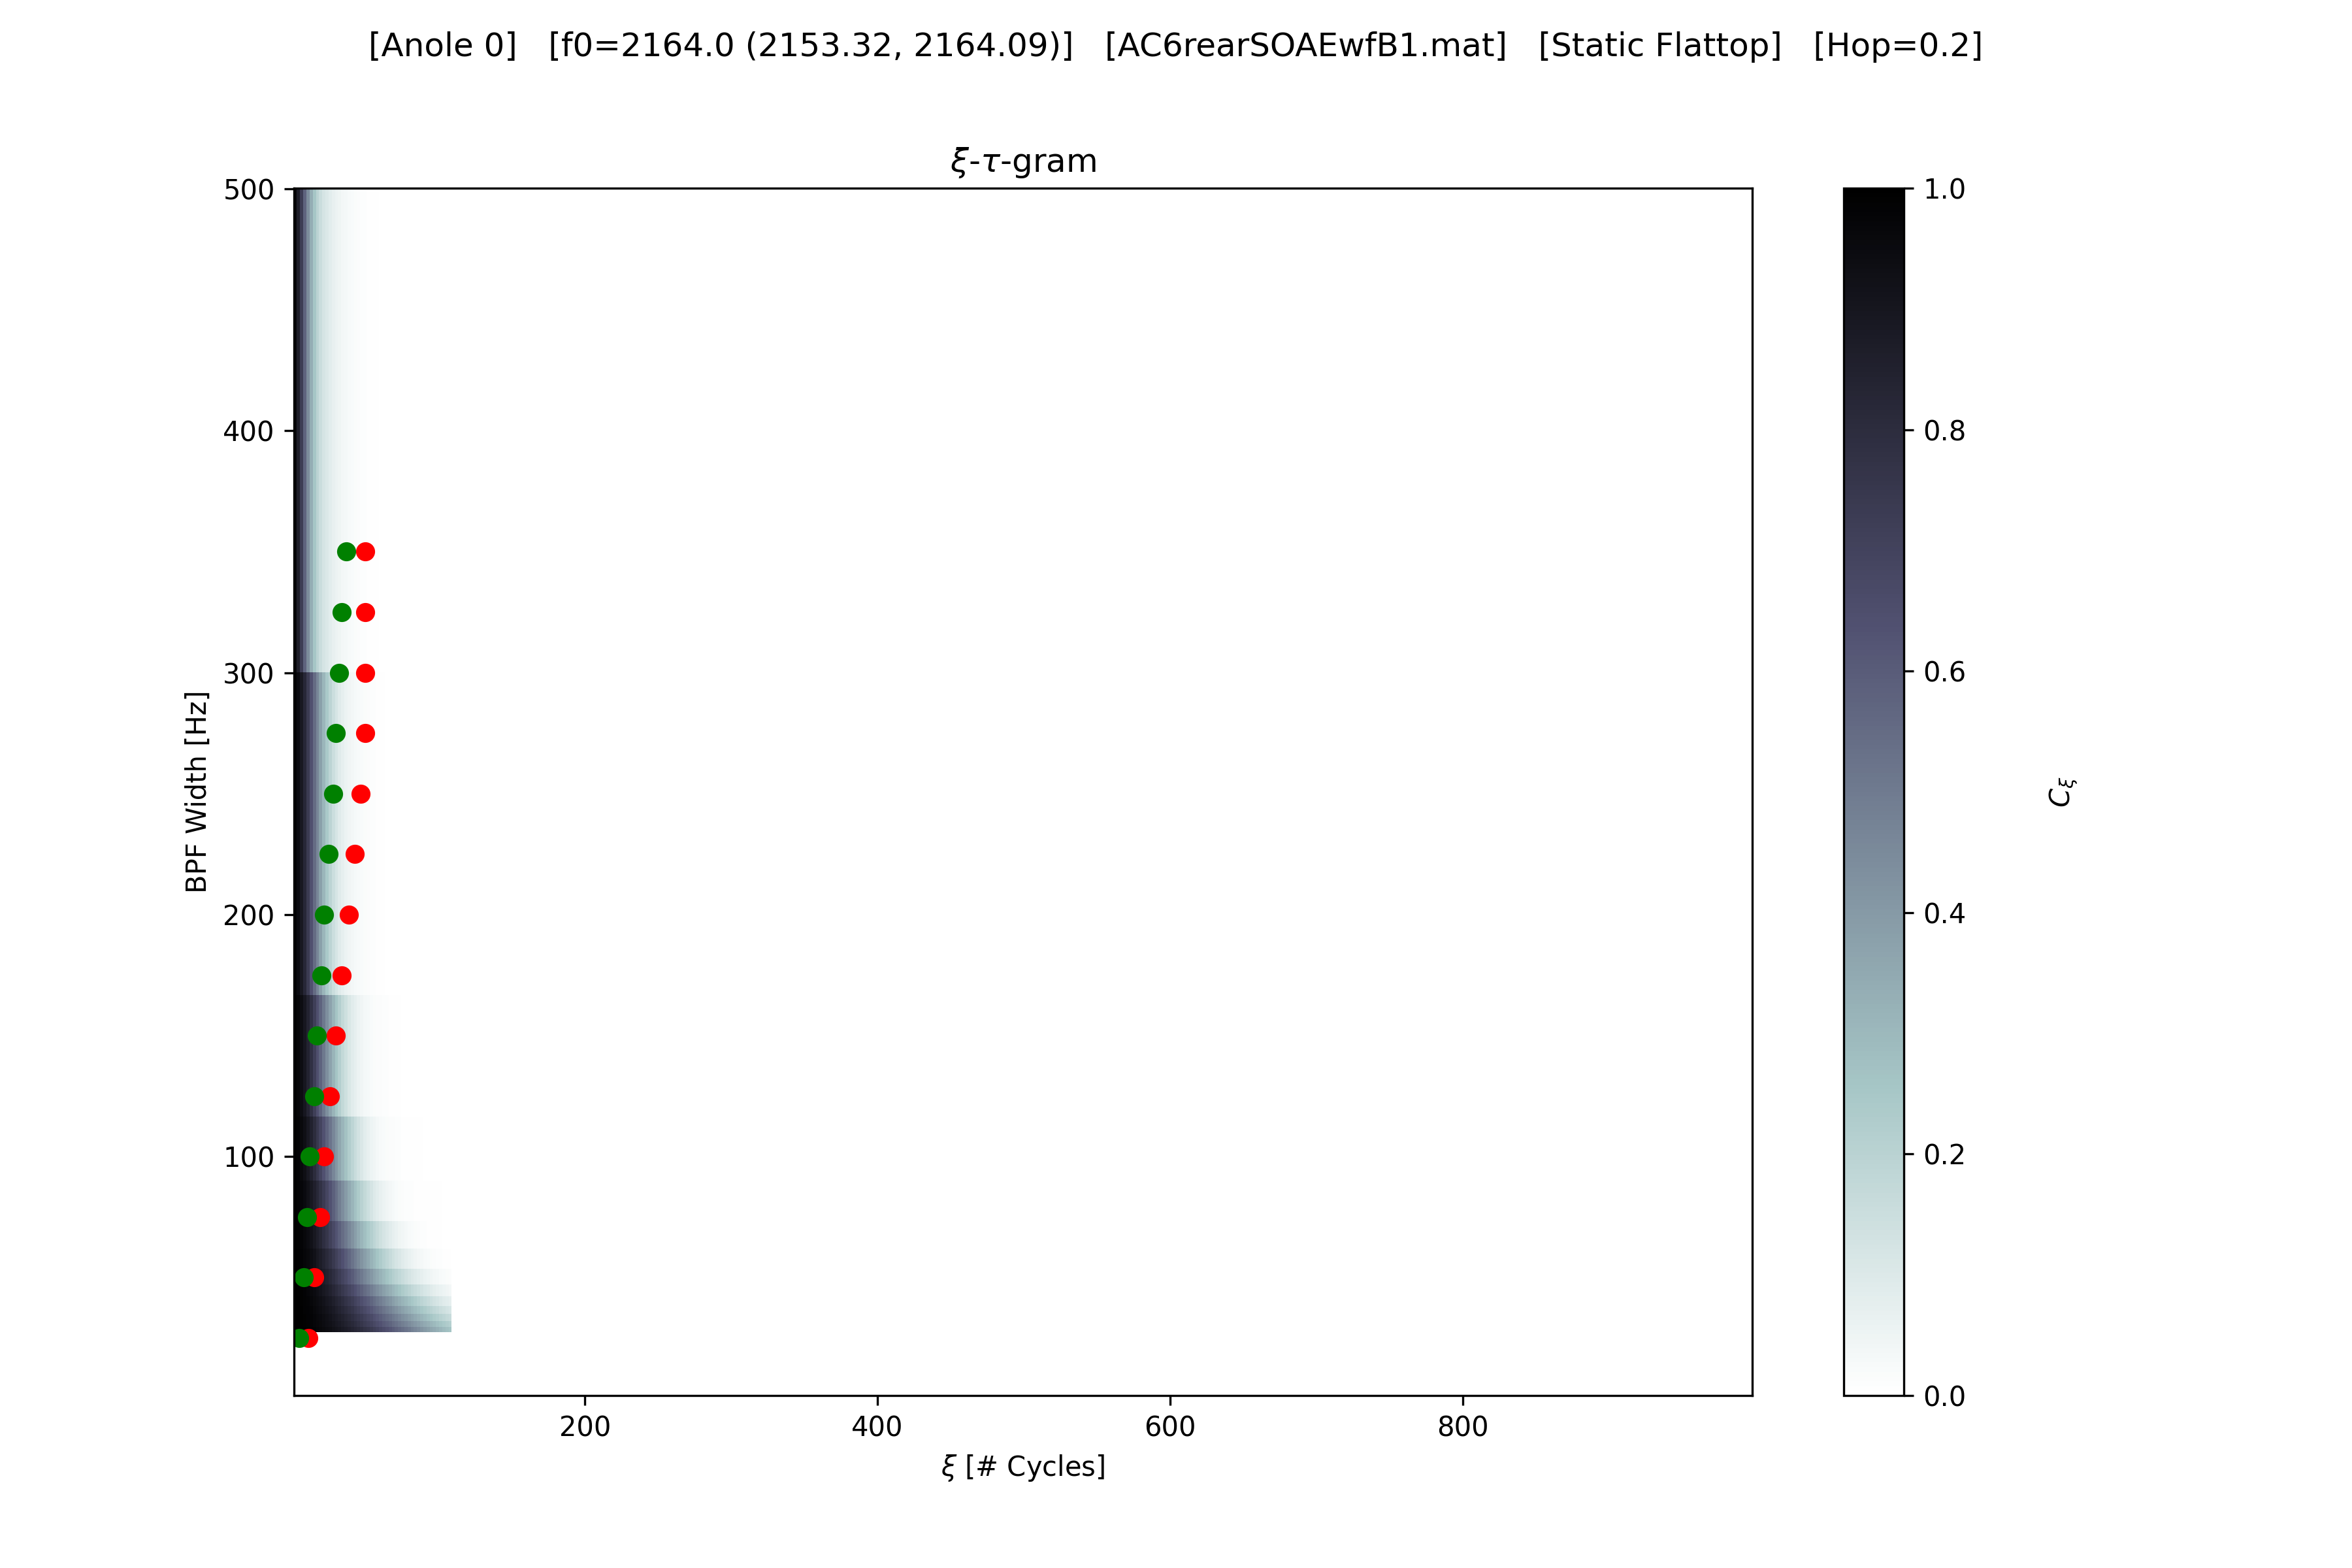 [Anole 0]   [f0=2164.0 (2153.32, 2164.09)]   [AC6rearSOAEwfB1.mat]   [Static Flattop]   [Hop=0.2]
ξ-τ-gram
500
400
300
200
100
BPF Width [Hz]
200 400 600 800
ξ [# Cycles]
1.0
0.8
0.6
0.4
0.2
0.0
Cξ